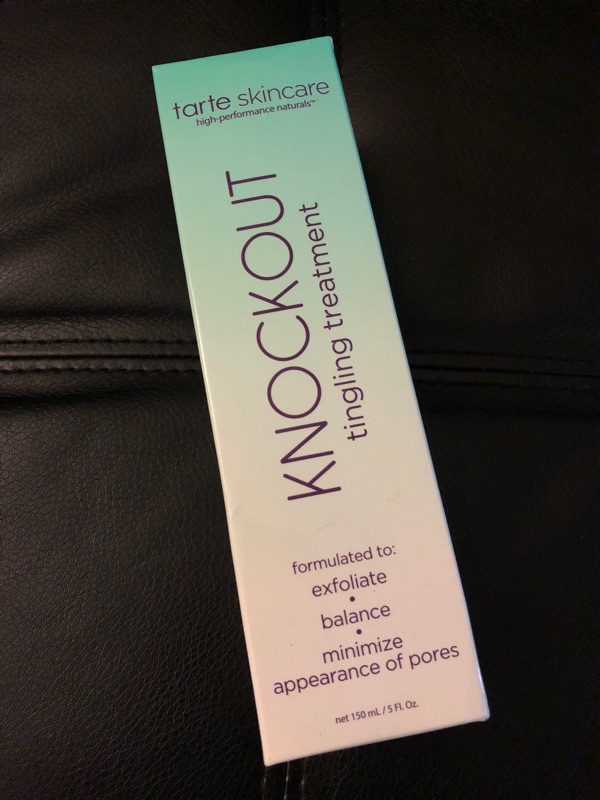 tarte skincare
high-performance naturals™
KNOCKOUT
tingling treatment
formulated to:
exfoliate
•
balance
•
minimize
appearance of pores
net 150 mL / 5 Fl. Oz.